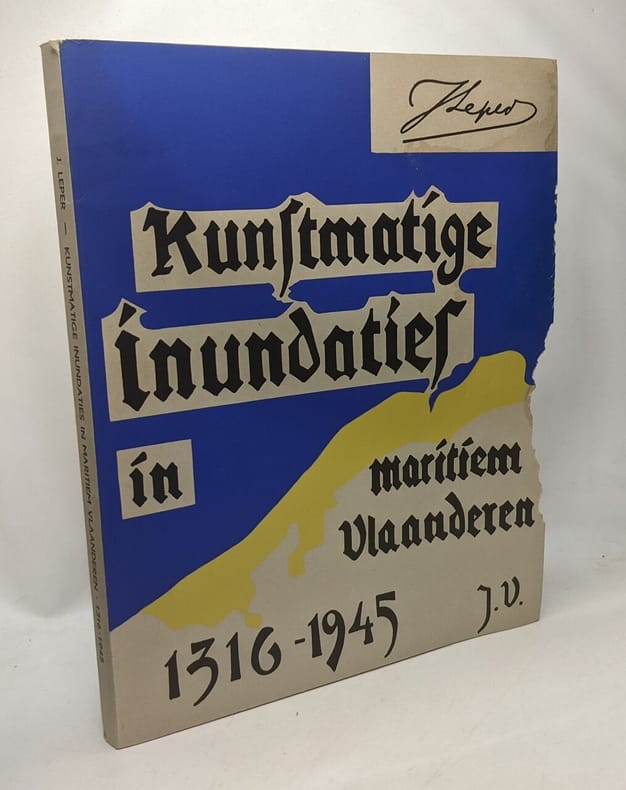 J. LEPER — KUNSTMATIGE INUNDATIES IN MARITIEM VLAANDEREN - 1316-1945
JLeper
Kunſtmatige
inundaties
in
maritiem
Vlaanderen
1316-1945
J.V.